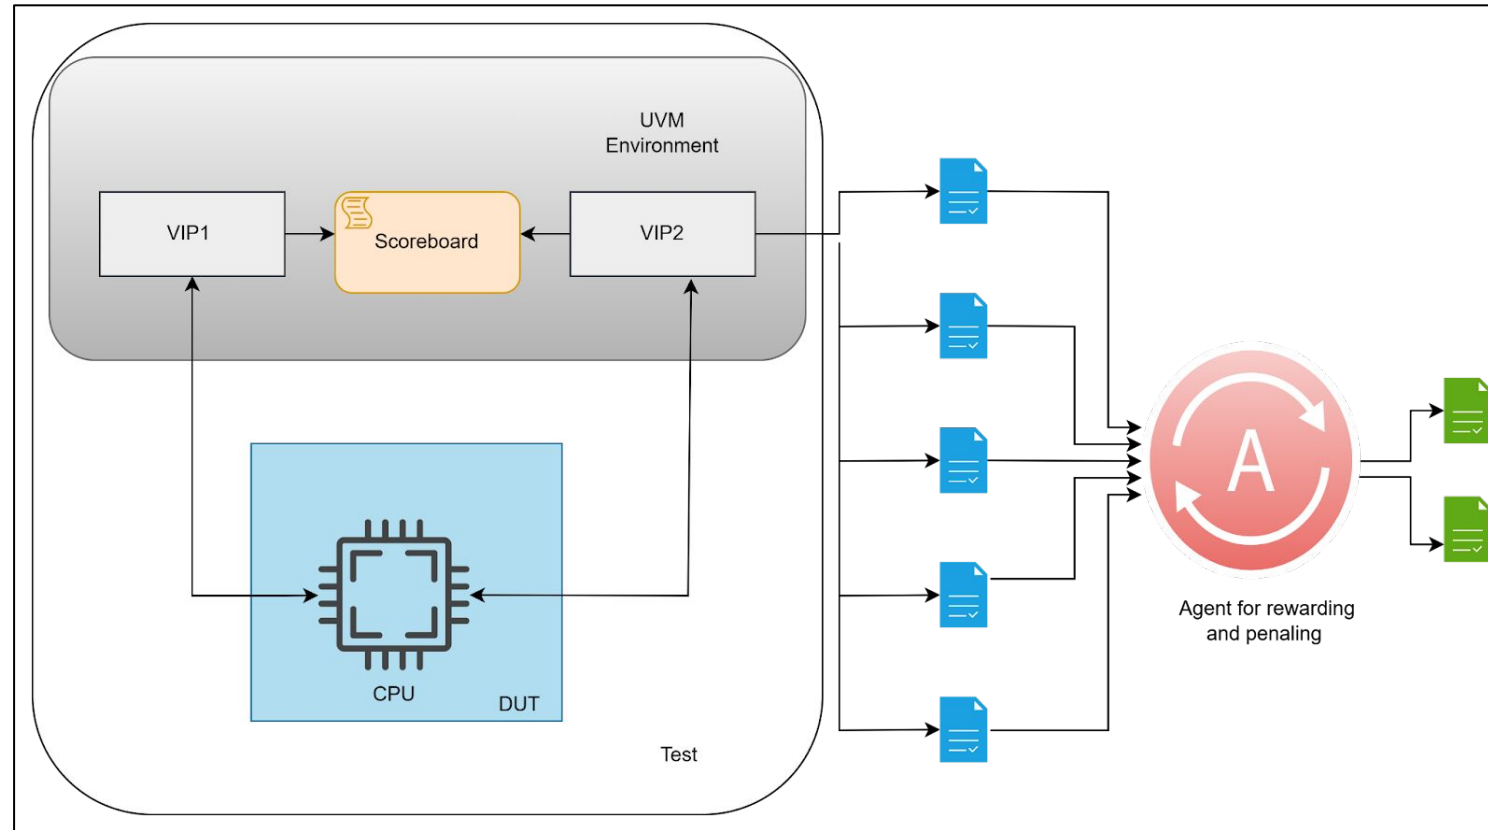 UVM
Environment
VIP1
Scoreboard
VIP2
A
Agent for rewarding
and penaling
CPU
DUT
Test